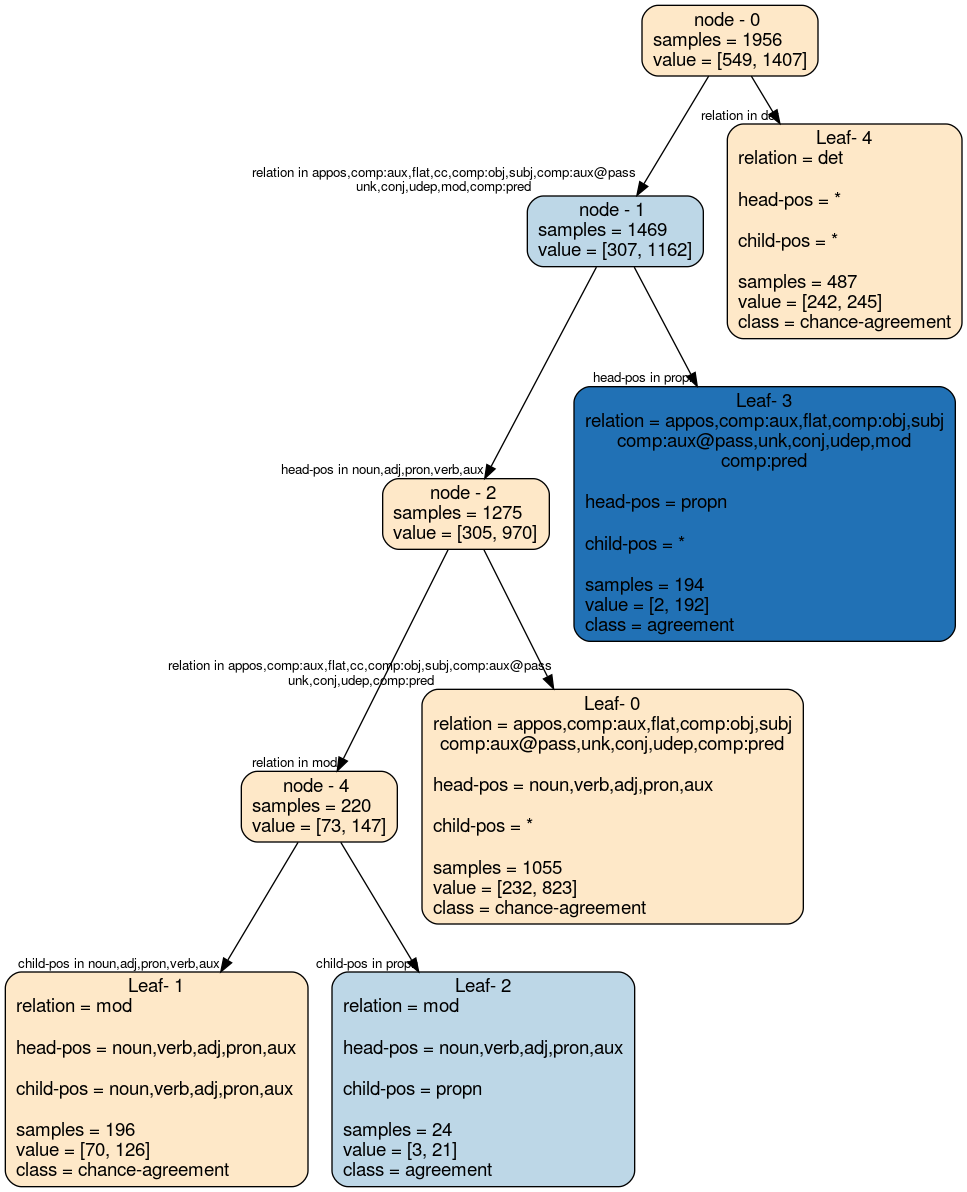 node - 0
samples = 1956
value = [549, 1407]
relation in
relation in appos,comp:aux,flat,cc,comp:obj,subj,comp:aux@pass
unk,conj,udep,mod,comp:pred
Leaf- 4
relation = det
head-pos = *
child-pos = *
samples = 487
value = [242, 245]
class = chance-agreement
node - 1
samples = 1469
value = [307, 1162]
head-pos in
Leaf- 3
relation = appos,comp:aux,flat,comp:obj,subj
comp:aux@pass,unk,conj,udep,mod
comp:pred
head-pos = propn
child-pos = *
samples = 194
value = [2, 192]
class = agreement
head-pos in noun,adj,pron,verb,aux
node - 2
samples = 1275
value = [305, 970]
relation in appos,comp:aux,flat,cc,comp:obj,subj,comp:aux@pass
unk,conj,udep,comp:pred
Leaf- 0
relation = appos,comp:aux,flat,comp:obj,subj
comp:aux@pass,unk,conj,udep,comp:pred
head-pos = noun,verb,adj,pron,aux
child-pos = *
samples = 1055
value = [232, 823]
class = chance-agreement
relation in mod
node - 4
samples = 220
value = [73, 147]
child-pos in noun,adj,pron,verb,aux
child-pos in
Leaf- 1
relation = mod
head-pos = noun,verb,adj,pron,aux
child-pos = noun,verb,adj,pron,aux
samples = 196
value = [70, 126]
class = chance-agreement
Leaf- 2
relation = mod
head-pos = noun,verb,adj,pron,aux
child-pos = propn
samples = 24
value = [3, 21]
class = agreement